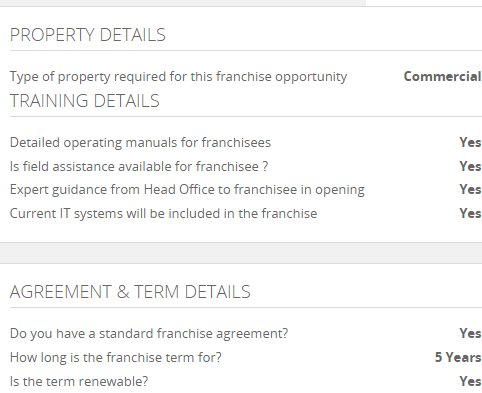 PROPERTY DETAILS
Type of property required for this franchise opportunity Commercial
TRAINING DETAILS
Detailed operating manuals for franchisees Yes
Is field assistance available for franchisee ? Yes
Expert guidance from Head Office to franchisee in opening Yes
Current IT systems will be included in the franchise Yes
AGREEMENT & TERM DETAILS
Do you have a standard franchise agreement? Yes
How long is the franchise term for? 5 Years
Is the term renewable? Yes